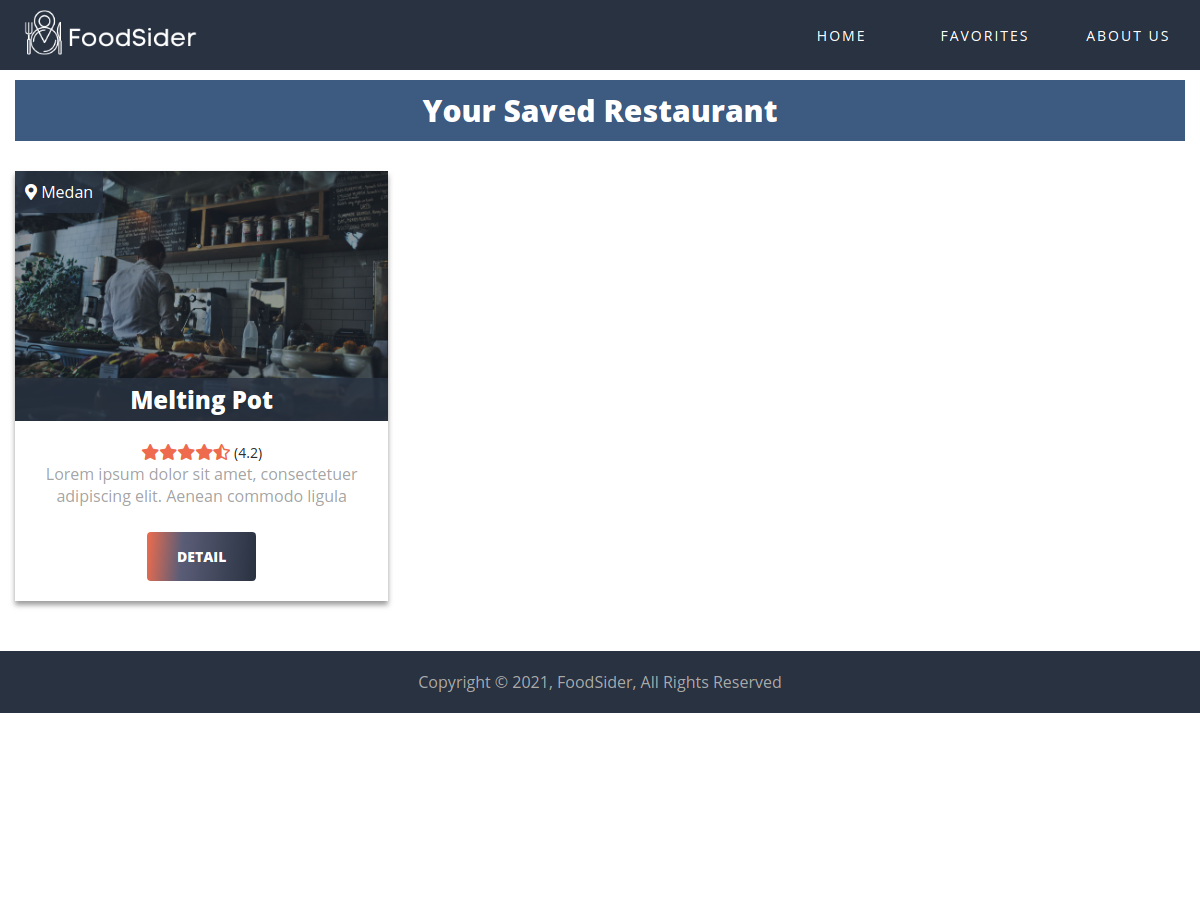 FoodSider
HOME
FAVORITES
ABOUT US
Your Saved Restaurant
Medan
Melting Pot
(4.2)
Lorem ipsum dolor sit amet, consectetuer
adipiscing elit. Aenean commodo ligula
DETAIL
Copyright © 2021, FoodSider, All Rights Reserved